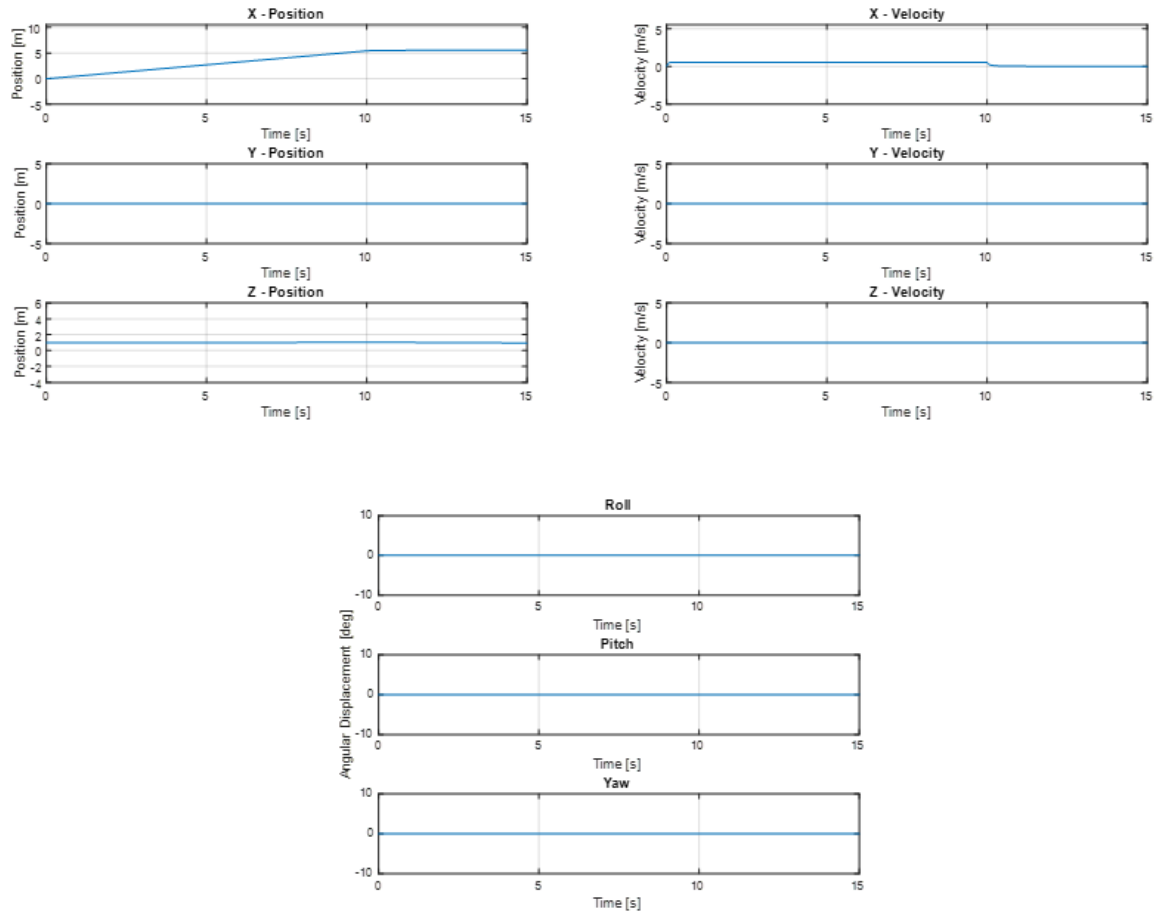 X - Position
Position [m]
10
5
0
-5
0 5 10 15
Time [s]
X - Velocity
Velocity [m/s]
5
0
-5
0 5 10 15
Time [s]
Y - Position
Position [m]
5
0
-5
0 5 10 15
Time [s]
Y - Velocity
Velocity [m/s]
5
0
-5
0 5 10 15
Time [s]
Z - Position
Position [m]
6
4
2
0
-2
-4
0 5 10 15
Time [s]
Z - Velocity
Velocity [m/s]
5
0
-5
0 5 10 15
Time [s]
Angular Displacement [deg]
Roll
10
0
-10
0 5 10 15
Time [s]
Pitch
10
0
-10
0 5 10 15
Time [s]
Yaw
10
0
-10
0 5 10 15
Time [s]